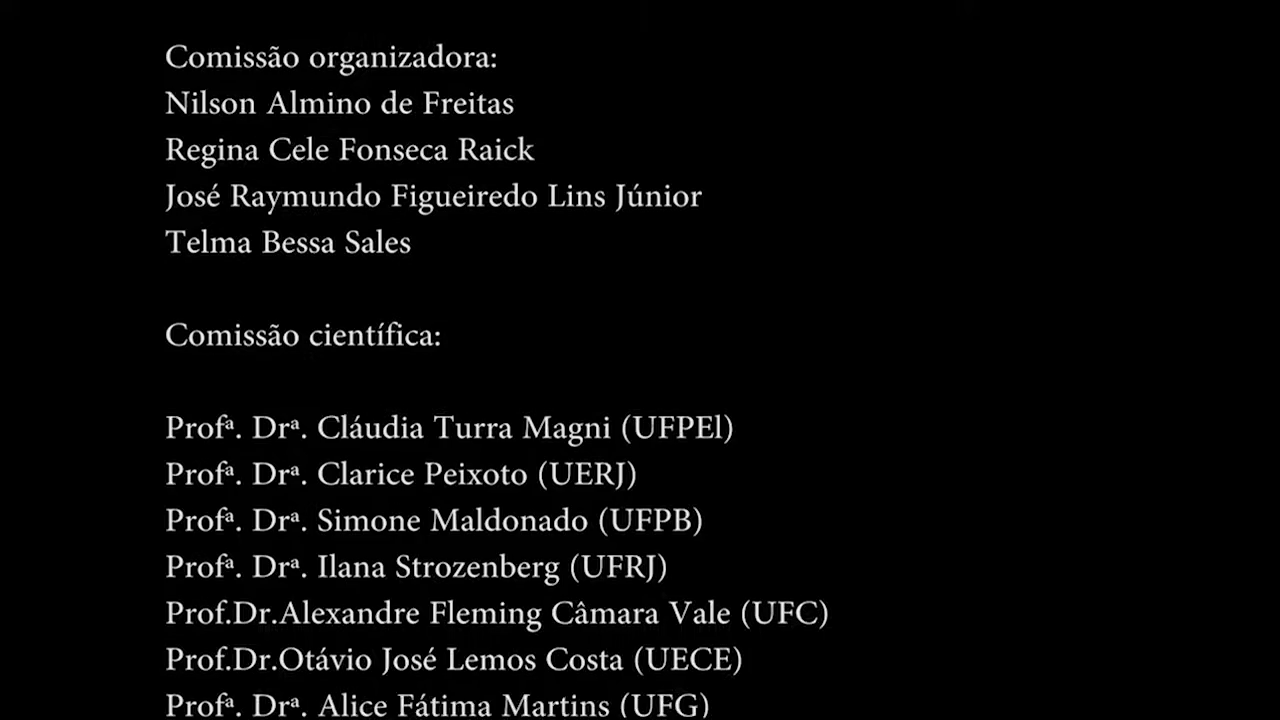 Comissão organizadora:
Nilson Almino de Freitas
Regina Cele Fonseca Raick
José Raymundo Figueiredo Lins Júnior
Telma Bessa Sales
Comissão científica:
Profª. Drª. Cláudia Turra Magni (UFPEl)
Profª. Drª. Clarice Peixoto (UERJ)
Profª. Drª. Simone Maldonado (UFPB)
Profª. Drª. Ilana Strozenberg (UFRJ)
Prof.Dr.Alexandre Fleming Câmara Vale (UFC)
Prof.Dr.Otávio José Lemos Costa (UECE)
Profª. Drª. Alice Fátima Martins (UFG)